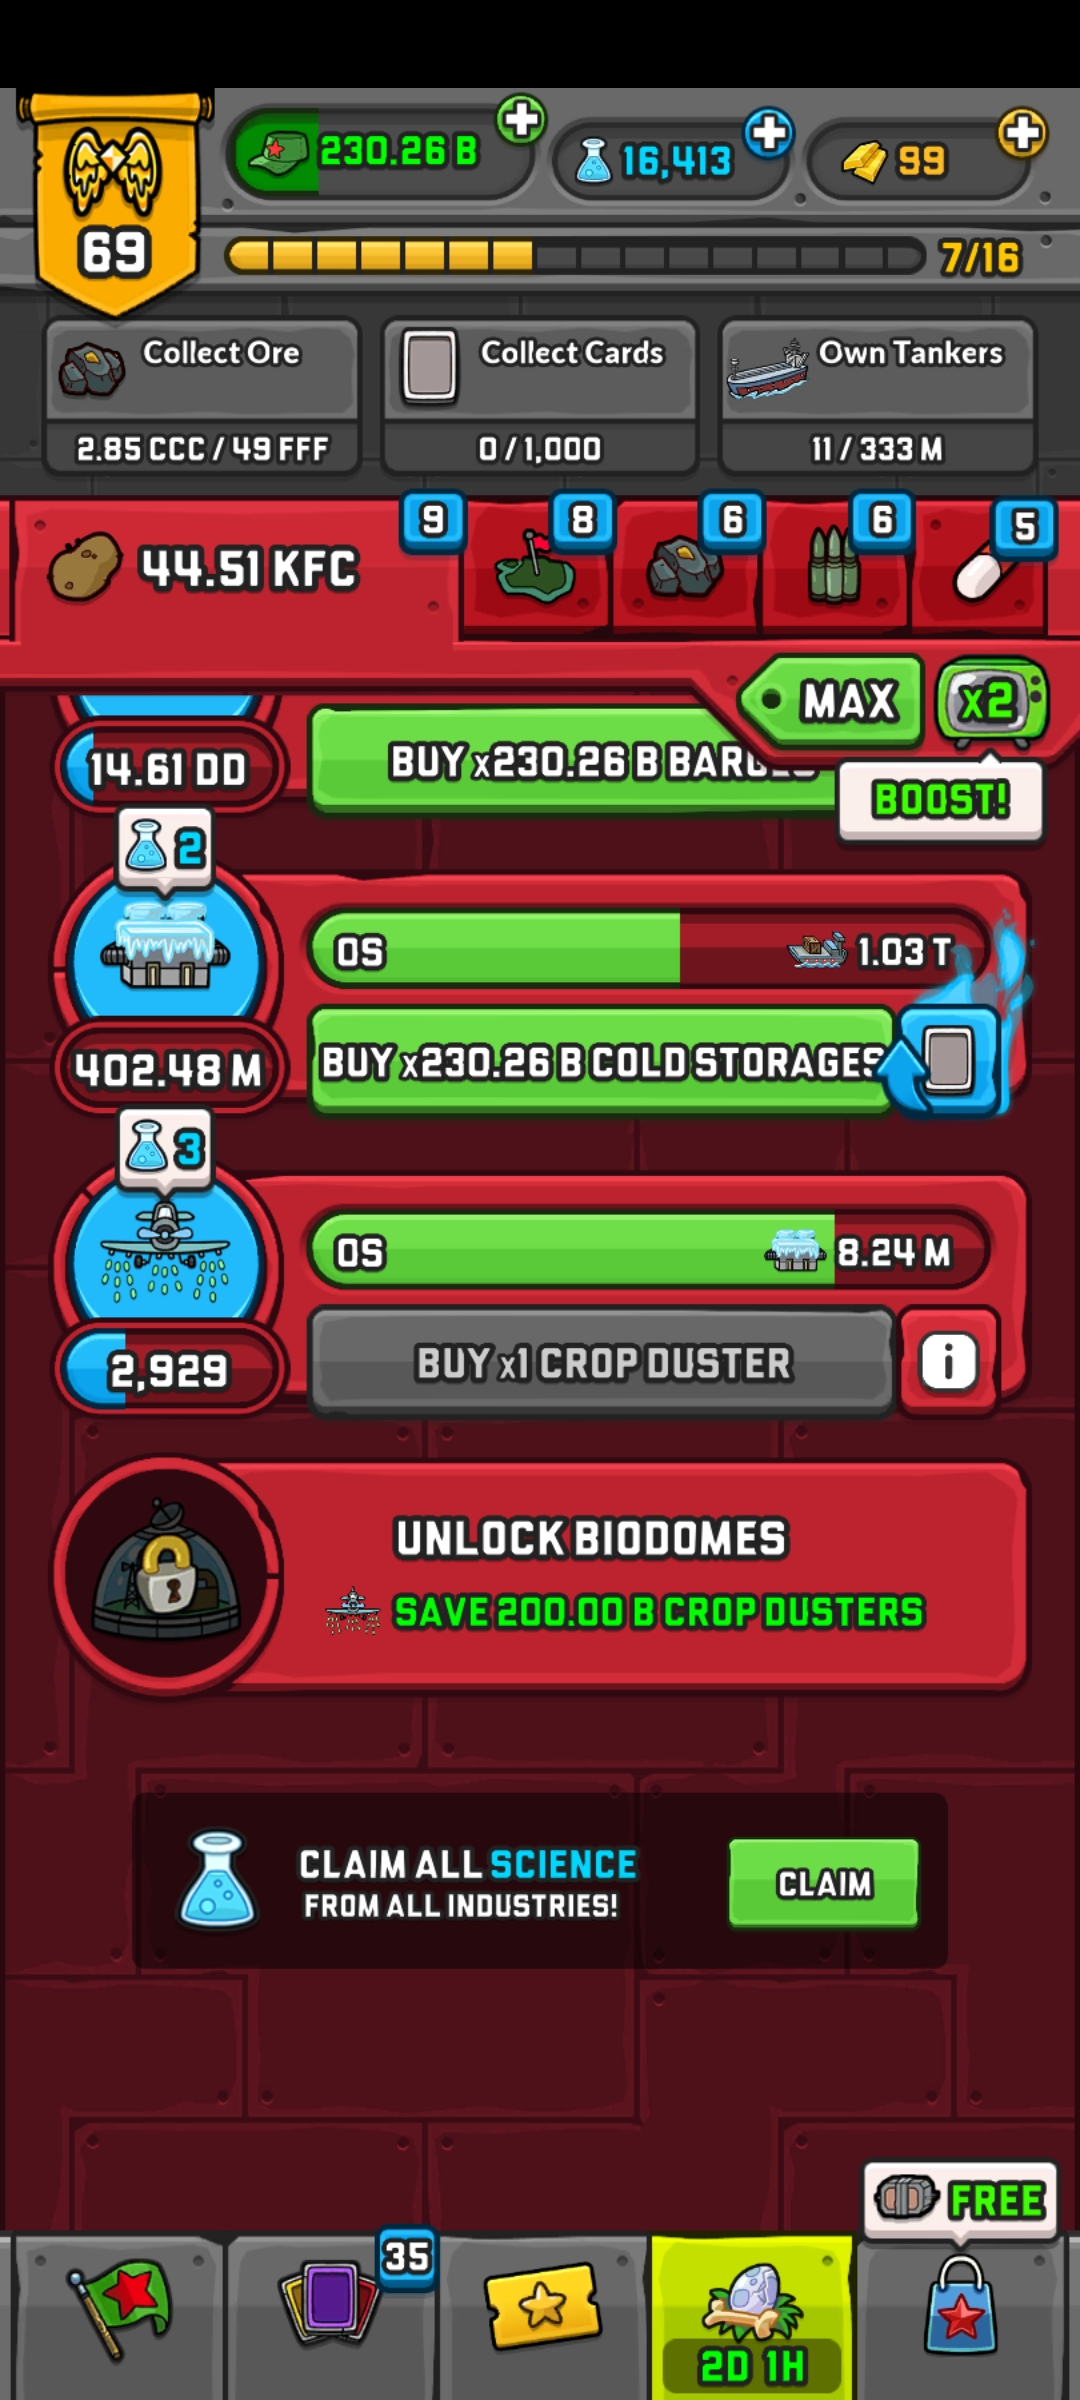 230.26 B
16,413
99
69
7/16
Collect Ore
2.85 CCC / 49 FFF
Collect Cards
0 / 1,000
Own Tankers
11 / 333 M
44.51 KFC
9
8
6
6
5
MAX
x2
BOOST!
14.61 DD
BUY x230.26 B
2
0S
1.03 T
402.48 M
BUY x230.26 B COLD STORAGES
3
0S
8.24 M
2,929
BUY x1 CROP DUSTER
i
UNLOCK BIODOMES
SAVE 200.00 B CROP DUSTERS
CLAIM ALL SCIENCE
FROM ALL INDUSTRIES!
CLAIM
FREE
35
2D 1H